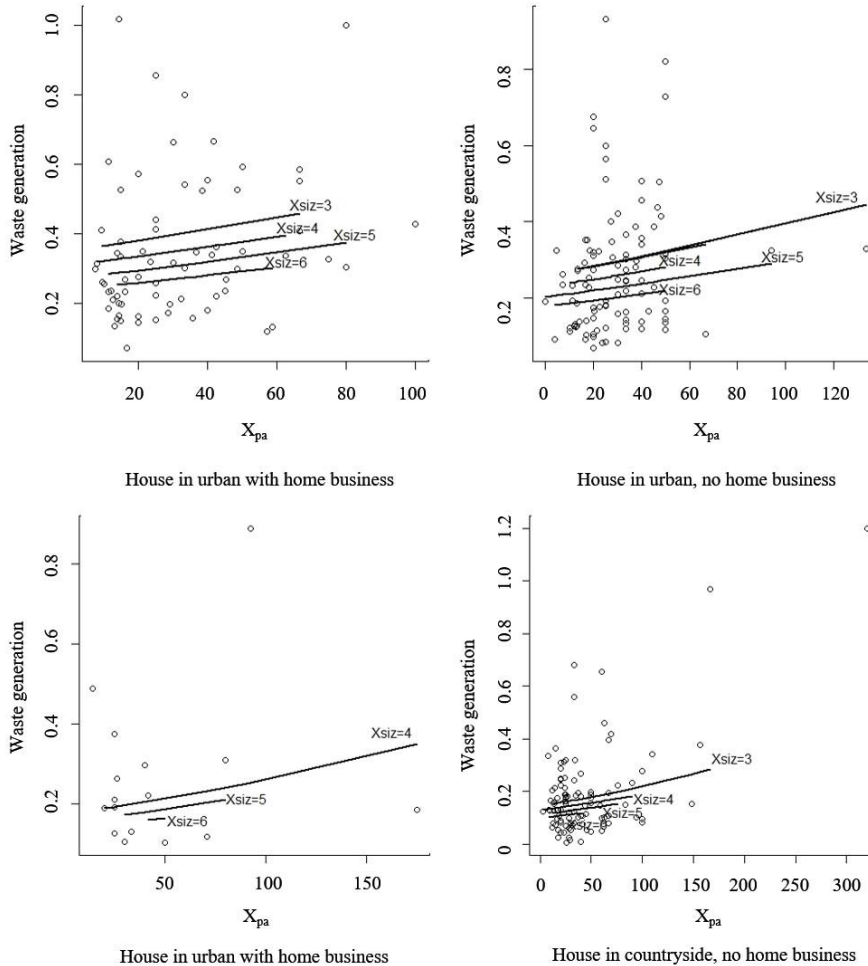 Waste generation
1.0
0.8
0.6
0.4
0.2
Xsiz=3
Xsiz=4
Xsiz=5
Xsiz=6
20 40 60 80 100
Xpa
House in urban with home business
Waste generation
0.8
0.6
0.4
0.2
Xsiz=3
Xsiz=4
Xsiz=5
Xsiz=6
0 20 40 60 80 100 120
Xpa
House in urban, no home business
Waste generation
0.8
0.6
0.4
0.2
Xsiz=4
Xsiz=5
Xsiz=6
50 100 150
Xpa
House in urban with home business
Waste generation
1.2
1.0
0.8
0.6
0.4
0.2
0
Xsiz=3
Xsiz=4
Xsiz=5
0 50 100 150 200 250 300
Xpa
House in countryside, no home business